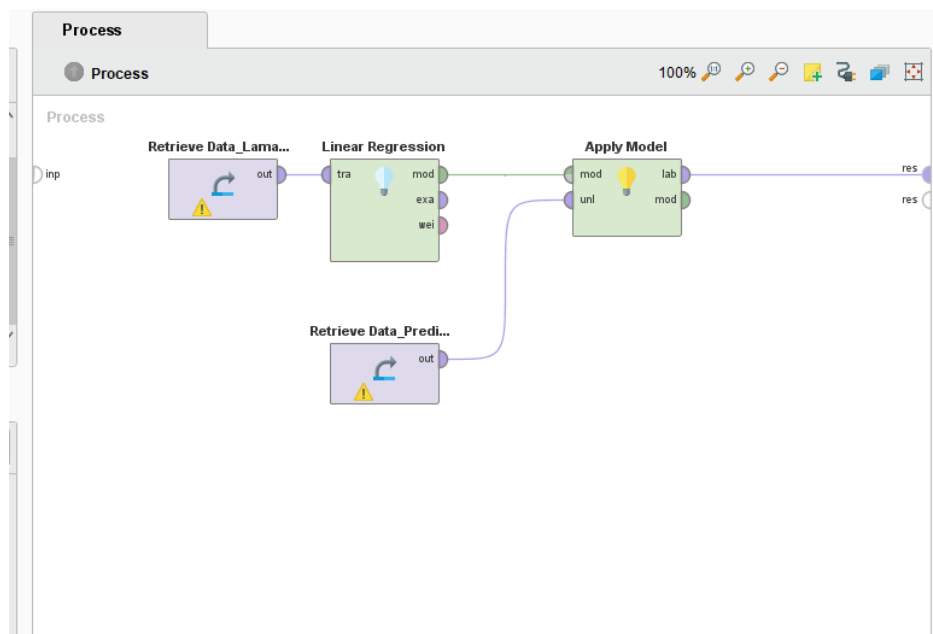 Process
Process
100%
Process
Retrieve Data_Lama...
Linear Regression
Apply Model
inp
out
tra
mod
exa
wei
mod
lab
unl
mod
res
res
Retrieve Data_Predi...
out